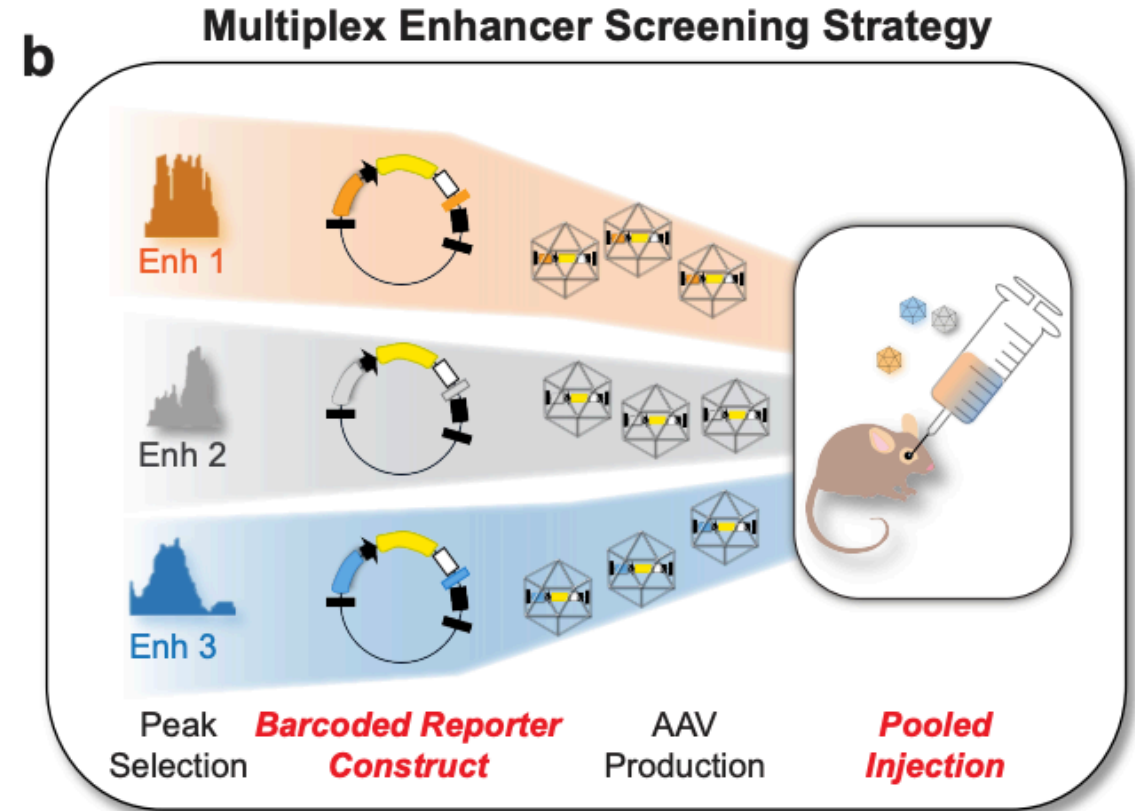 Multiplex Enhancer Screening Strategy
b
Enh 1
Enh 2
Enh 3
Peak
Selection
Barcoded Reporter
Construct
AAV
Production
Pooled
Injection